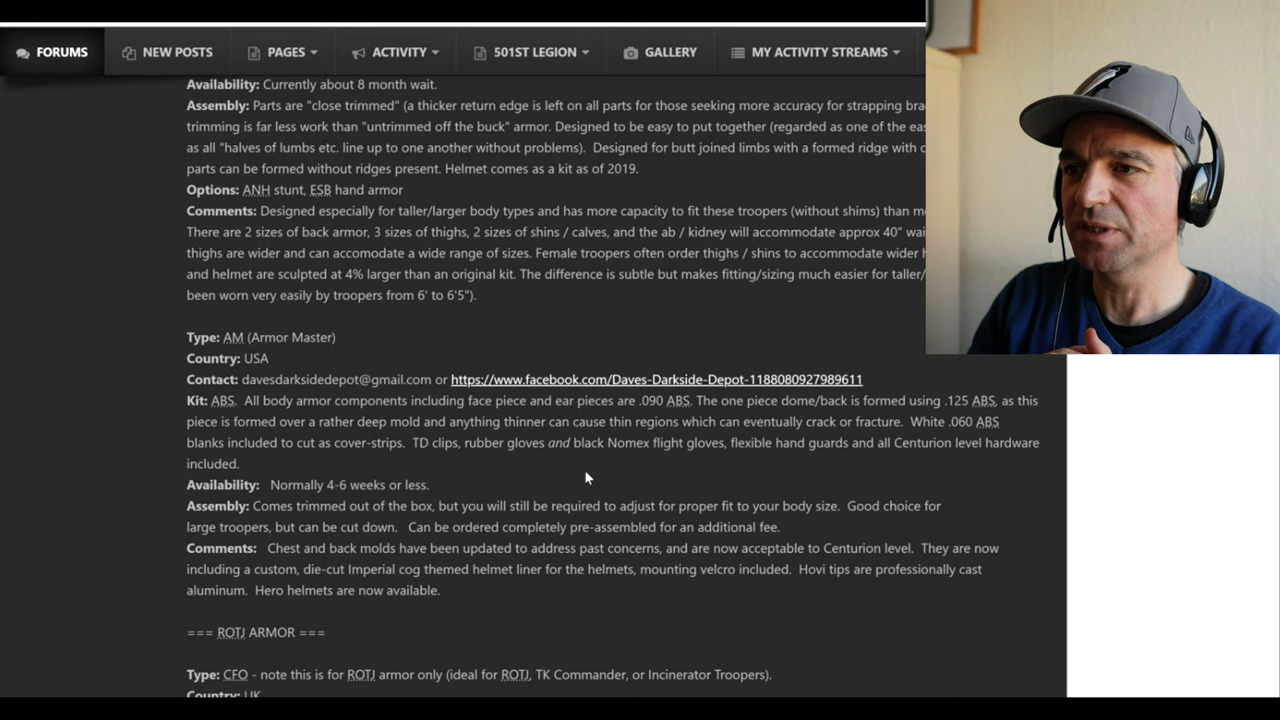 FORUMS NEW POSTS PAGES ACTIVITY 501ST LEGION GALLERY MY ACTIVITY STREAMS
Availability: Currently about 8 month wait.
Assembly: Parts are "close trimmed" (a thicker return edge is left on all parts for those seeking more accuracy for strapping
trimming is far less work than "untrimmed off the buck" armor. Designed to be easy to put together (regarded as one of the
as all "halves of lumbs etc. line up to one another without problems). Designed for butt joined limbs with a formed ridge with
parts can be formed without ridges present. Helmet comes as a kit as of 2019.
Options: ANH stunt, ESB hand armor
Comments: Designed especially for taller/larger body types and has more capacity to fit these troopers (without shims) than
There are 2 sizes of back armor, 3 sizes of thighs, 2 sizes of shins / calves, and the ab / kidney will accommodate approx 40"
thighs are wider and can accomodate a wide range of sizes. Female troopers often order thighs / shins to accommodate wider
and helmet are sculpted at 4% larger than an original kit. The difference is subtle but makes fitting/sizing much easier for taller/
been worn very easily by troopers from 6' to 6'5").
Type: AM (Armor Master)
Country: USA
Contact: davesdarksidedepot@gmail.com or https://www.facebook.com/Daves-Darkside-Depot-1188080927989611
Kit: ABS. All body armor components including face piece and ear pieces are .090 ABS. The one piece dome/back is formed using .125 ABS, as this
piece is formed over a rather deep mold and anything thinner can cause thin regions which can eventually crack or fracture. White .060 ABS
blanks included to cut as cover-strips. TD clips, rubber gloves and black Nomex flight gloves, flexible hand guards and all Centurion level hardware
included.
Availability: Normally 4-6 weeks or less.
Assembly: Comes trimmed out of the box, but you will still be required to adjust for proper fit to your body size. Good choice for
large troopers, but can be cut down. Can be ordered completely pre-assembled for an additional fee.
Comments: Chest and back molds have been updated to address past concerns, and are now acceptable to Centurion level. They are now
including a custom, die-cut Imperial cog themed helmet liner for the helmets, mounting velcro included. Hovi tips are professionally cast
aluminum. Hero helmets are now available.
=== ROTJ ARMOR ===
Type: CFO - note this is for ROTJ armor only (ideal for ROTJ, TK Commander, or Incinerator Troopers).
Country: UK